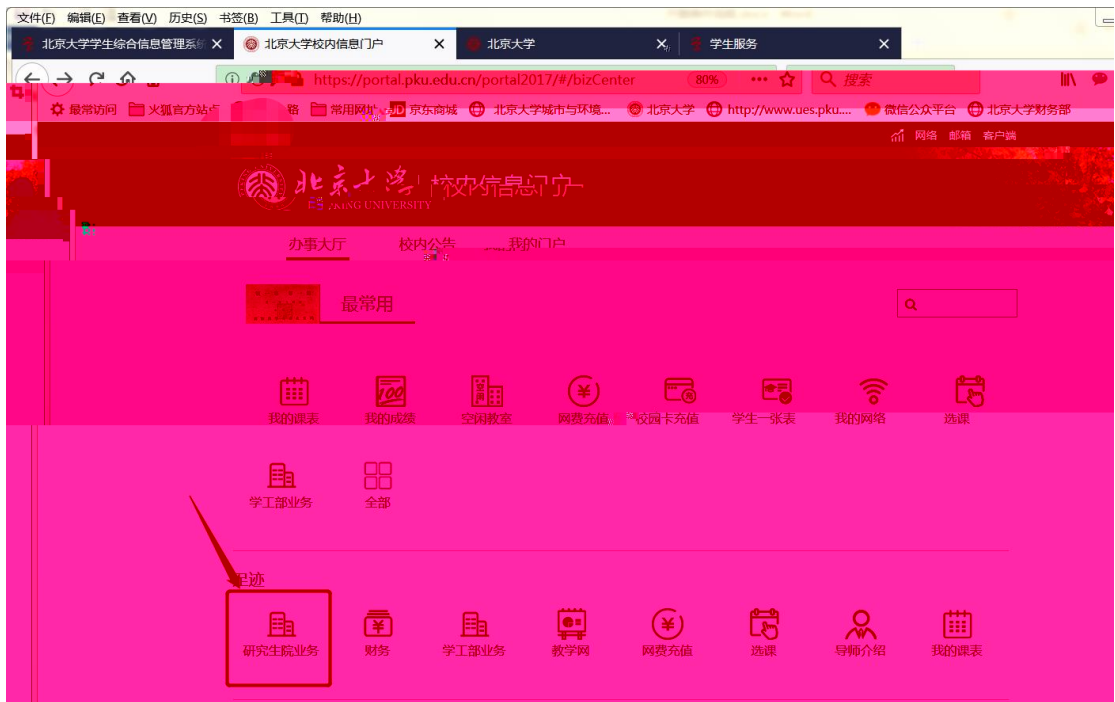 文件(F) 编辑(E) 查看(V) 历史(S) 书签(B) 工具(T) 帮助(H)
北京大学学生综合信息管理系统 北京大学校内信息门户 北京大学 学生服务
https://portal.pku.edu.cn/portal2017/#/bizCenter 80% 搜索
最常访问 火狐官方站点 路 常用网址 JD 京东商城 北京大学城市与环境... 北京大学 http://www.ues.pku.... 微信公众平台 北京大学财务部
网络 邮箱 客户端
北京大学 校内信息门户
UNIVERSITY
办事大厅 校内公告 我的门户
最常用
我的课表 我的成绩 空闲教室 网费充值 校园卡充值 学生一张表 我的网络 选课
学工部业务 全部
足迹
研究生院业务 财务 学工部业务 教学网 网费充值 选课 导师介绍 我的课表